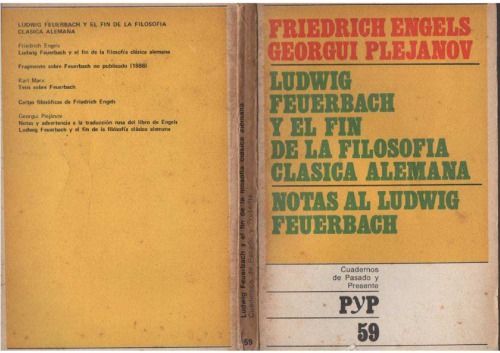 LUDWIG FEUERBACH Y EL FIN DE LA FILOSOFIA
CLASICA ALEMANA
Friedrich Engels
Ludwig Feuerbach y el fin de la filosofía clásica alemana
Fragmento sobre Feuerbach no publicado (1886)
Karl Marx
Tesis sobre Feuerbach
Cartas filosóficas de Friedrich Engels
Georgui Plejanov
Notas y advertencia a la traducción rusa del libro de Engels
Ludwig Feuerbach y el fin de la filosofía clásica alemana
Ludwig Feuerbach y el fin de la filosofía clásica alemana
Cuadernos de Pasado y Presente
59
FRIEDRICH ENGELS
GEORGUI PLEJANOV
LUDWIG
FEUERBACH
Y EL FIN
DE LA FILOSOFIA
CLASICA ALEMANA
NOTAS AL LUDWIG
FEUERBACH
Cuadernos
de Pasado y
Presente
PyP
59